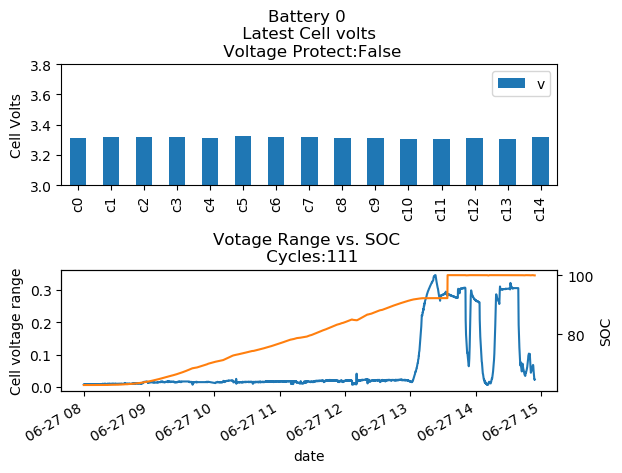 Battery 0
Latest Cell volts
Voltage Protect:False
3.8
3.6
3.4
3.2
3.0
Cell Volts
v
c0 c1 c2 c3 c4 c5 c6 c7 c8 c9 c10 c11 c12 c13 c14
Votage Range vs. SOC
Cycles:111
0.3
0.2
0.1
0.0
Cell voltage range
100
80
SOC
06-27 08 06-27 09 06-27 10 06-27 11 06-27 12 06-27 13 06-27 14 06-27 15
date